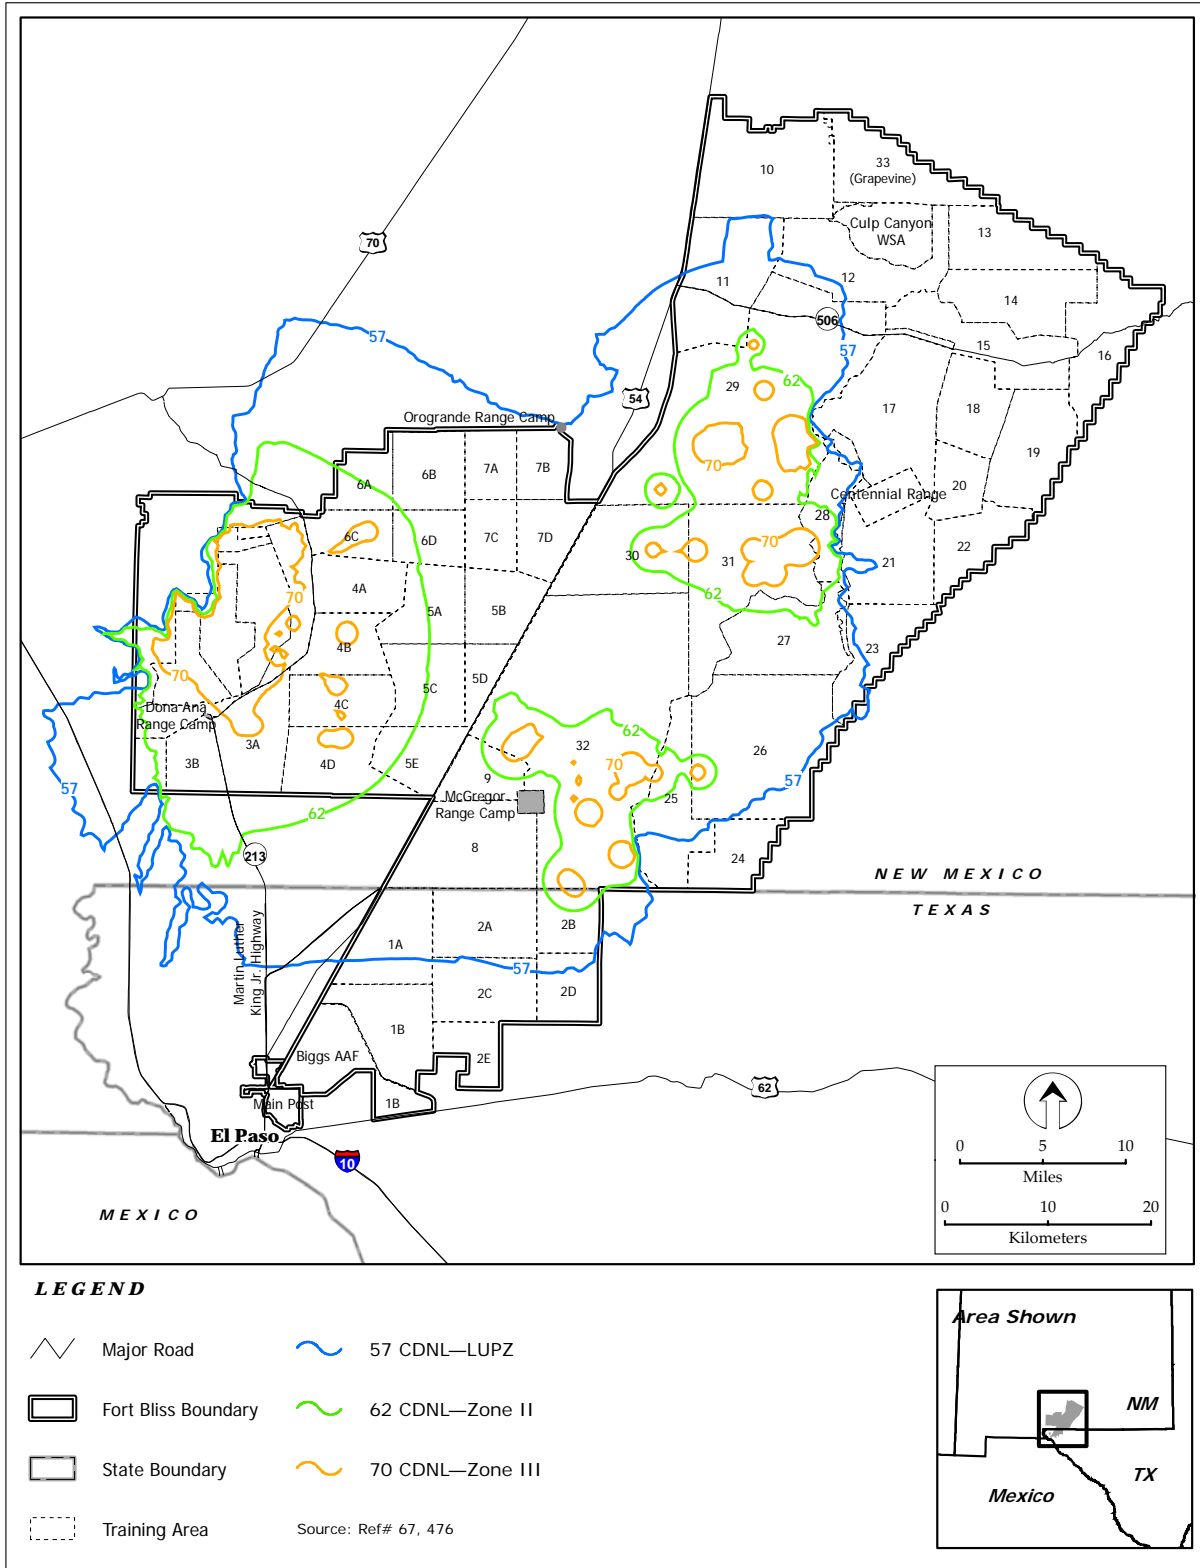 10
33
(Grapevine)
Culp Canyon
WSA
13
70
11
12
14
506
15
57
57
16
29
62
54
Orogrande Range Camp
17
18
7A
7B
6B
70
19
6A
Centennial Range
20
28
6C
6D
7C
7D
70
30
31
21
22
70
4A
62
5A
5B
27
4B
23
70
5D
5C
4C
Dona Ana
Range Camp
62
3A
32
26
3B
4D
5E
9
70
57
57
25
McGregor
Range Camp
62
8
213
24
NEW MEXICO
TEXAS
2A
2B
1A
57
Martin Luther
King Jr. Highway
2C
2D
1B
Biggs AAF
2E
62
Main Post
1B
El Paso
10
MEXICO
0 5 10
Miles
0 10 20
Kilometers
LEGEND
Major Road
57 CDNL—LUPZ
Fort Bliss Boundary
62 CDNL—Zone II
State Boundary
70 CDNL—Zone III
Training Area
Source: Ref# 67, 476
Area Shown
NM
TX
Mexico